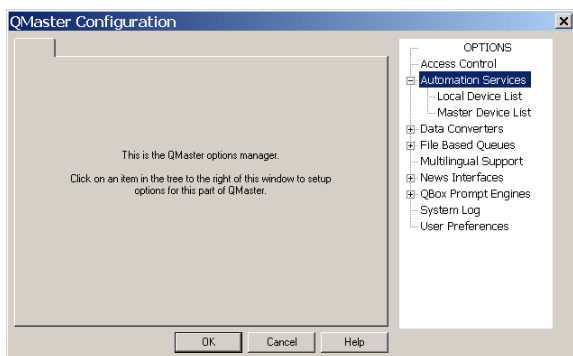 QMaster Configuration
This is the QMaster options manager.
Click on an item in the tree to the right of this window to setup
options for this part of QMaster.
OPTIONS
Access Control
Automation Services
Local Device List
Master Device List
Data Converters
File Based Queues
Multilingual Support
News Interfaces
QBox Prompt Engines
System Log
User Preferences
OK
Cancel
Help